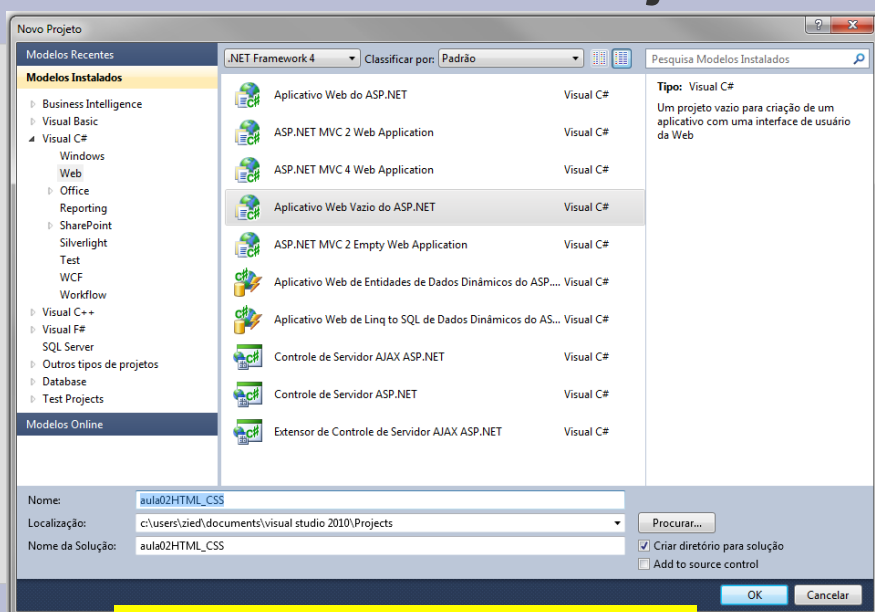 Novo Projeto
Modelos Recentes
.NET Framework 4
Classificar por: Padrão
Pesquisa Modelos Instalados
Modelos Instalados
Business Intelligence
Visual Basic
Visual C#
Windows
Web
Office
Reporting
SharePoint
Silverlight
Test
WCF
Workflow
Visual C++
Visual F#
SQL Server
Outros tipos de projetos
Database
Test Projects
Modelos Online
Aplicativo Web do ASP.NET Visual C#
ASP.NET MVC 2 Web Application Visual C#
ASP.NET MVC 4 Web Application Visual C#
Aplicativo Web Vazio do ASP.NET Visual C#
ASP.NET MVC 2 Empty Web Application Visual C#
Aplicativo Web de Entidades de Dados Dinâmicos do ASP.... Visual C#
Aplicativo Web de Linq to SQL de Dados Dinâmicos do AS... Visual C#
Controle de Servidor AJAX ASP.NET Visual C#
Controle de Servidor ASP.NET Visual C#
Extensor de Controle de Servidor AJAX ASP.NET Visual C#
Tipo: Visual C#
Um projeto vazio para criação de um
aplicativo com uma interface de usuário
da Web
Nome: aula02HTML_CSS
Localização: c:\users\zied\documents\visual studio 2010\Projects Procurar...
Nome da Solução: aula02HTML_CSS
Criar diretório para solução
Add to source control
OK Cancelar